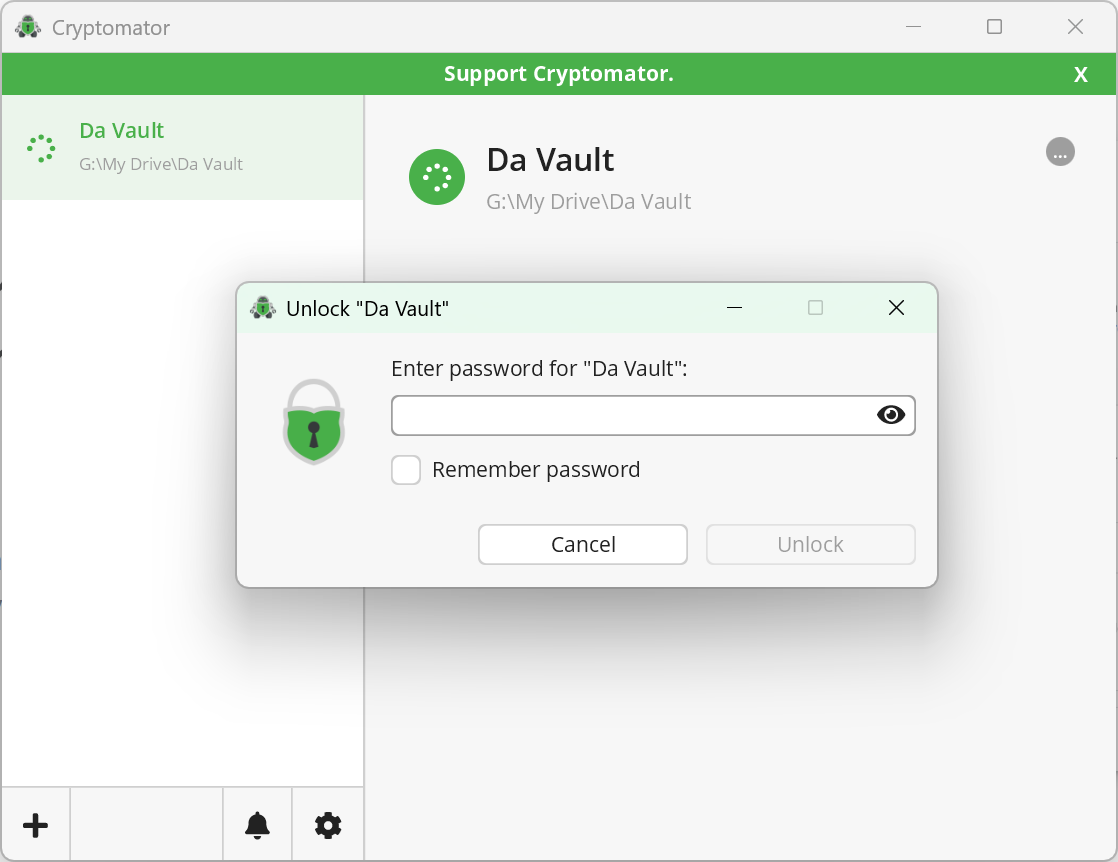 Cryptomator
Support Cryptomator.
X
Da Vault
G:\My Drive\Da Vault
Da Vault
G:\My Drive\Da Vault
...
Unlock "Da Vault"
Enter password for "Da Vault":
Remember password
Cancel
Unlock